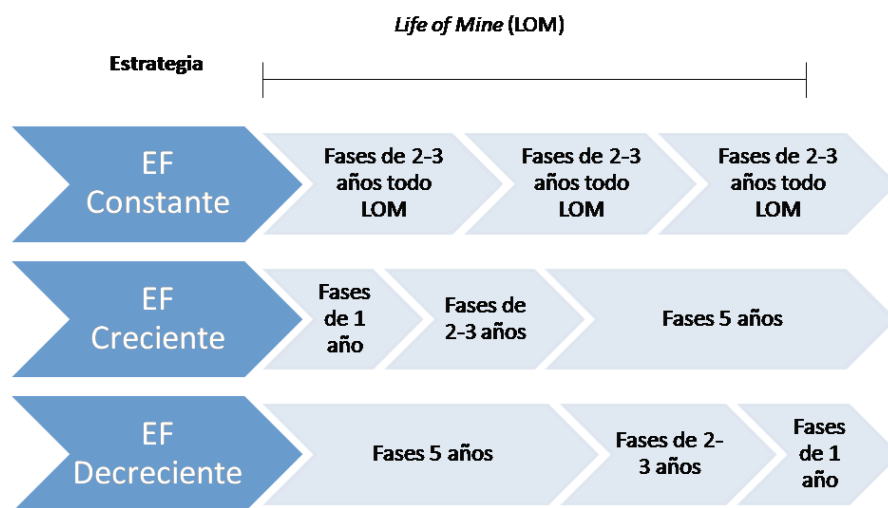 Life of Mine (LOM)
Estrategia
EF
Constante
Fases de 2-3
años todo
LOM
Fases de 2-3
años todo
LOM
Fases de 2-3
años todo
LOM
EF
Creciente
Fases
de 1
año
Fases de
2-3 años
Fases 5 años
EF
Decreciente
Fases 5 años
Fases de 2-
3 años
Fases
de 1
año